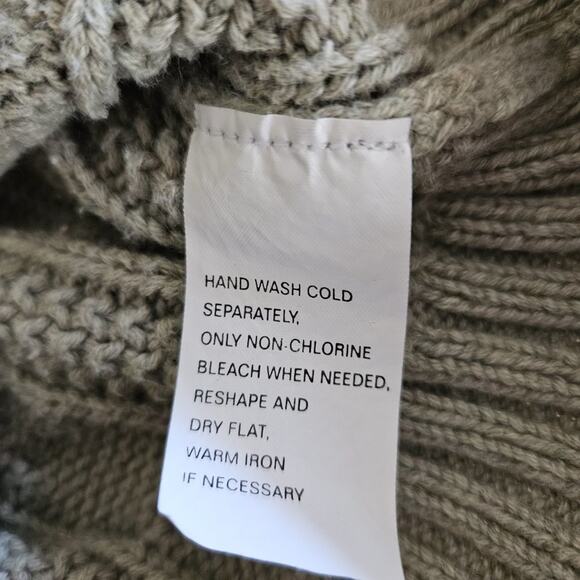 HAND WASH COLD
SEPARATELY,
ONLY NON-CHLORINE
BLEACH WHEN NEEDED,
RESHAPE AND
DRY FLAT,
WARM IRON
IF NECESSARY